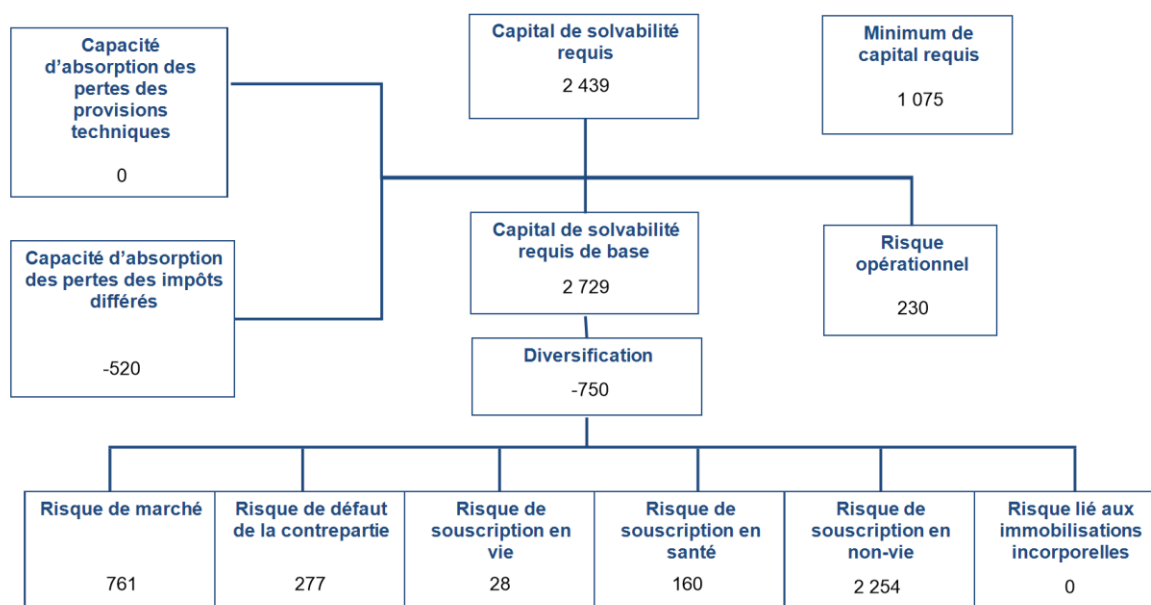 Capacité
d'absorption des
pertes des
provisions
techniques
0
Capital de solvabilité
requis
2 439
Minimum de
capital requis
1 075
Capacité d'absorption
des pertes des impôts
différés
-520
Capital de solvabilité
requis de base
2 729
Risque
opérationnel
230
Diversification
-750
Risque de marché
761
Risque de défaut
de la contrepartie
277
Risque de
souscription en
vie
28
Risque de
souscription en
santé
160
Risque de
souscription en
non-vie
2 254
Risque lié aux
immobilisations
incorporelles
0